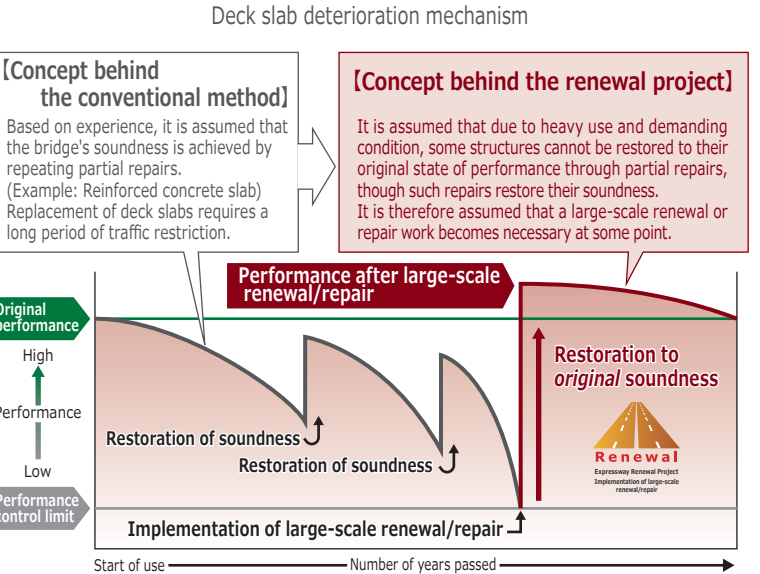 Deck slab deterioration mechanism
【Concept behind
the conventional method】
Based on experience, it is assumed that
the bridge's soundness is achieved by
repeating partial repairs.
(Example: Reinforced concrete slab)
Replacement of deck slabs requires a
long period of traffic restriction.
【Concept behind the renewal project】
It is assumed that due to heavy use and demanding
condition, some structures cannot be restored to their
original state of performance through partial repairs,
though such repairs restore their soundness.
It is therefore assumed that a large-scale renewal or
repair work becomes necessary at some point.
Performance after large-scale
renewal/repair
Original
performance
High
Performance
Low
Performance
control limit
Restoration of soundness
Restoration of soundness
Implementation of large-scale renewal/repair
Restoration to
original soundness
Renewal
Expressway Renewal Project
Implementation of large-scale
renewal/repair
Start of use
Number of years passed